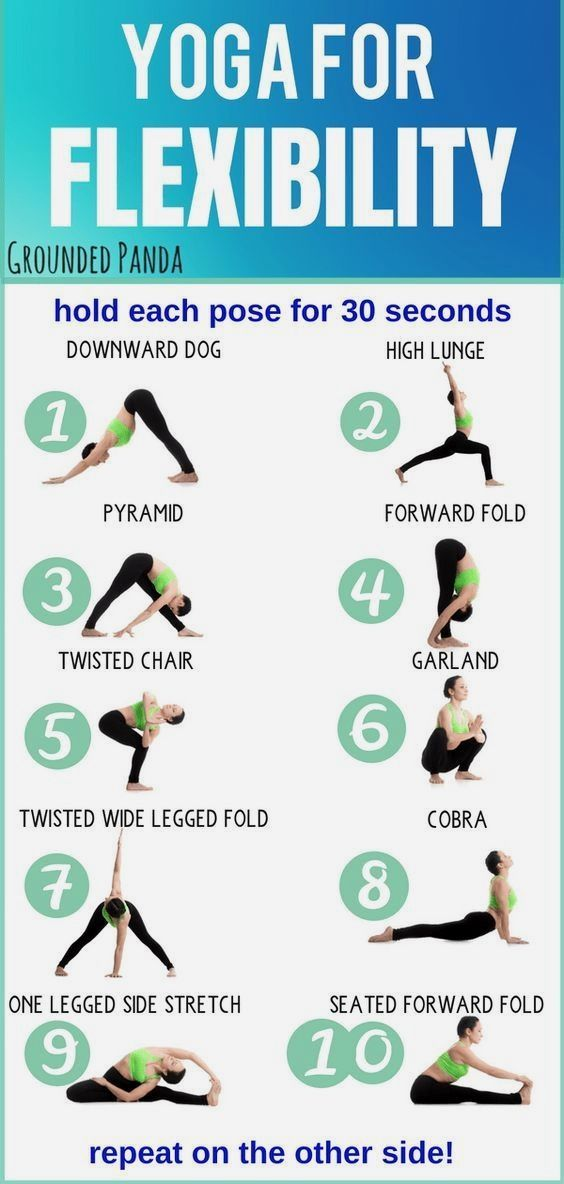 YOGA FOR
FLEXIBILITY
GROUNDED PANDA
hold each pose for 30 seconds
DOWNWARD DOG
1
HIGH LUNGE
2
PYRAMID
3
FORWARD FOLD
4
TWISTED CHAIR
5
GARLAND
6
TWISTED WIDE LEGGED FOLD
7
COBRA
8
ONE LEGGED SIDE STRETCH
9
SEATED FORWARD FOLD
10
repeat on the other side!